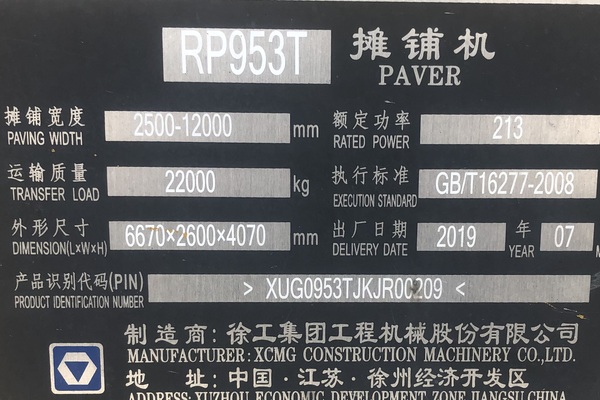 RP953T 摊铺机
PAVER
摊铺宽度 2500-12000 mm 额定功率 213
PAVING WIDTH RATED POWER
运输质量 22000 kg 执行标准 GB/T16277-2008
TRANSFER LOAD EXECUTION STANDARD
外形尺寸 6670×2600×4070 mm 出厂日期 2019 年 07
DIMENSION(L×W×H) DELIVERY DATE YEAR M
产品识别代码(PIN) > XUG0953TJKJR00209 <
PRODUCT IDENTIFICATION NUMBER
制造商：徐工集团工程机械股份有限公司
MANUFACTURER:XCMG CONSTRUCTION MACHINERY CO.,LTD.
地 址：中国·江苏·徐州经济开发区
ADDRESS:XUZHOU ECONOMIC DEVELOPMENT ZONE JIANGSU CHINA